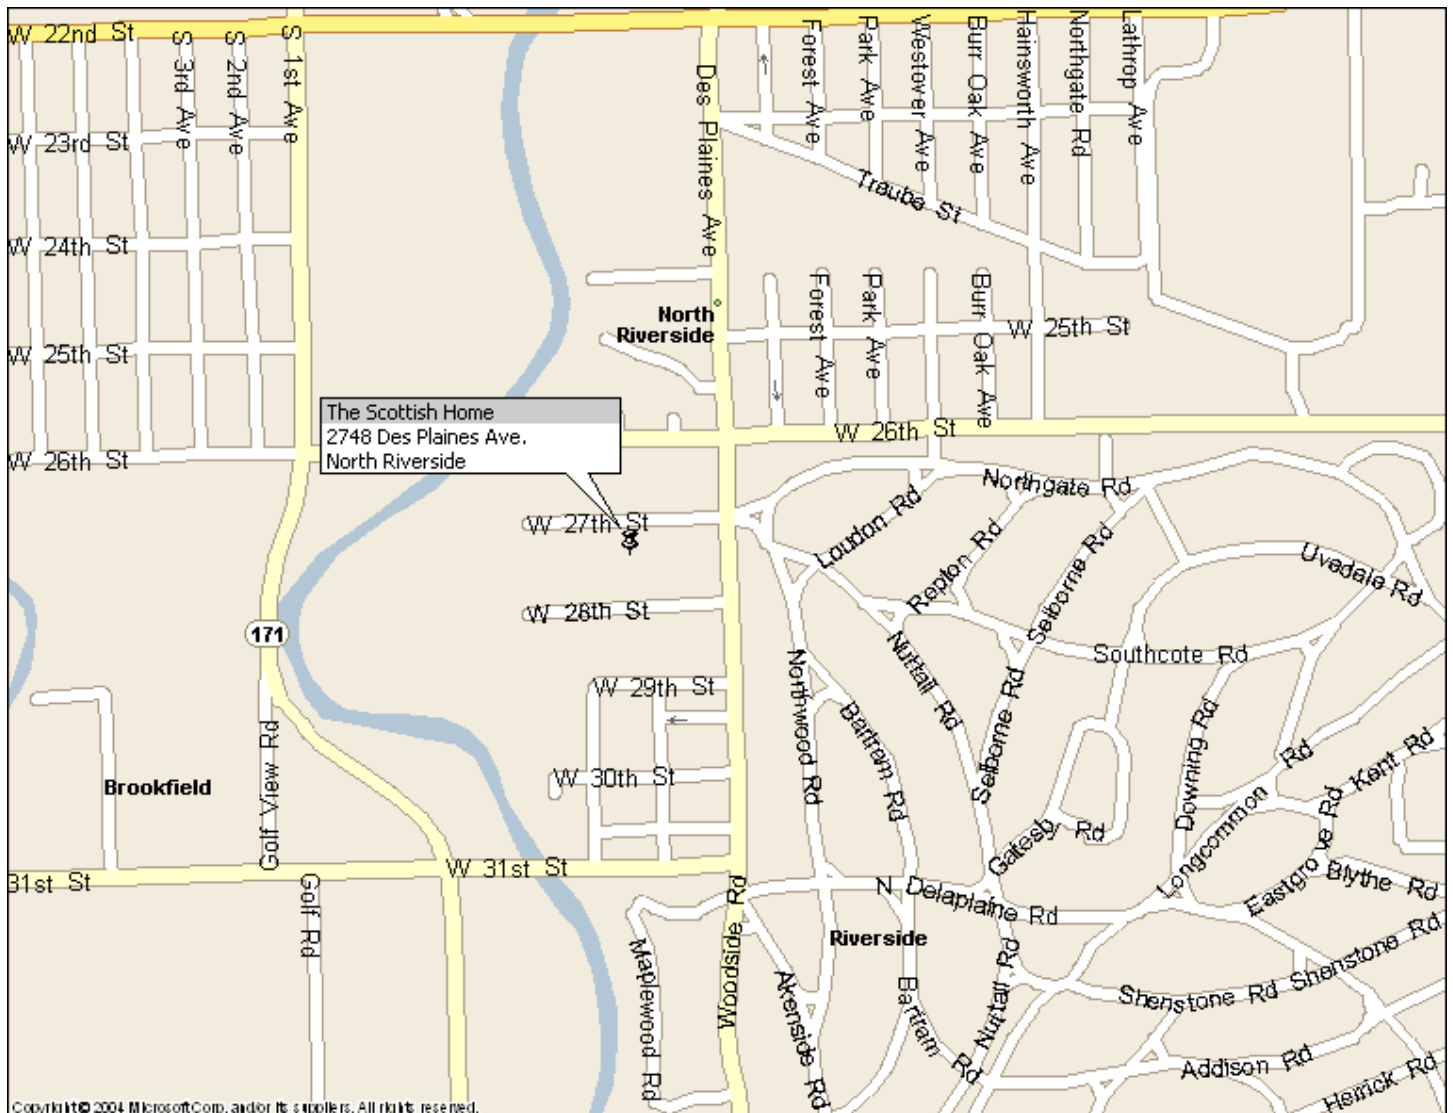 W 22nd St
S 3rd Ave
S 2nd Ave
S 1st Ave
Des Plaines Ave
Forest Ave
Park Ave
Westover Ave
Burr Oak Ave
Hainsworth Ave
Northgate Rd
Lathrop Ave
W 23rd St
Traube St
W 24th St
North
Riverside
Forest Ave
Park Ave
Burr Oak Ave
W 25th St
W 25th St
The Scottish Home
2748 Des Plaines Ave.
North Riverside
W 26th St
W 26th St
Northgate Rd
W 27th St
Loudon Rd
Repton Rd
Selborne Rd
Uvedale Rd
W 28th St
171
Nuttall Rd
Southcote Rd
W 29th St
Northwood Rd
Bartram Rd
Selborne Rd
Downing Rd
Longcommon Rd
Kent Rd
Golf View Rd
Brookfield
W 30th St
Gatesby Rd
Eastgrove Rd
Blythe Rd
31st St
W 31st St
Golf Rd
N Delaplaine Rd
Woodside Rd
Riverside
Maplewood Rd
Akenside Rd
Bartram Rd
Nuttall Rd
Shenstone Rd
Shenstone Rd
Addison Rd
Herrick Rd
Copyright © 2004 Microsoft Corp. and/or its suppliers. All rights reserved.